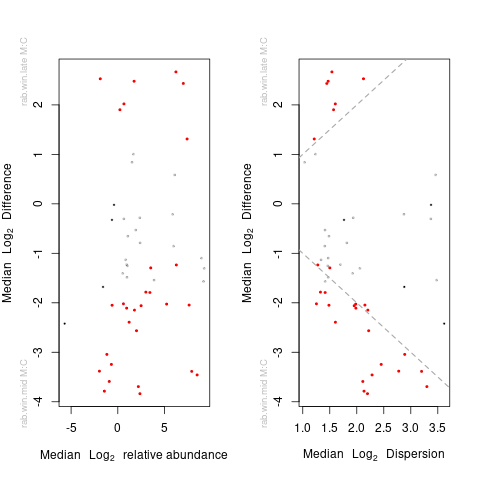 rab.win.late M:C
rab.win.mid M:C
Median Log2 Difference
2
1
0
-1
-2
-3
-4
-5 0 5
Median Log2 relative abundance
rab.win.late M:C
rab.win.mid M:C
Median Log2 Difference
2
1
0
-1
-2
-3
-4
1.0 1.5 2.0 2.5 3.0 3.5
Median Log2 Dispersion